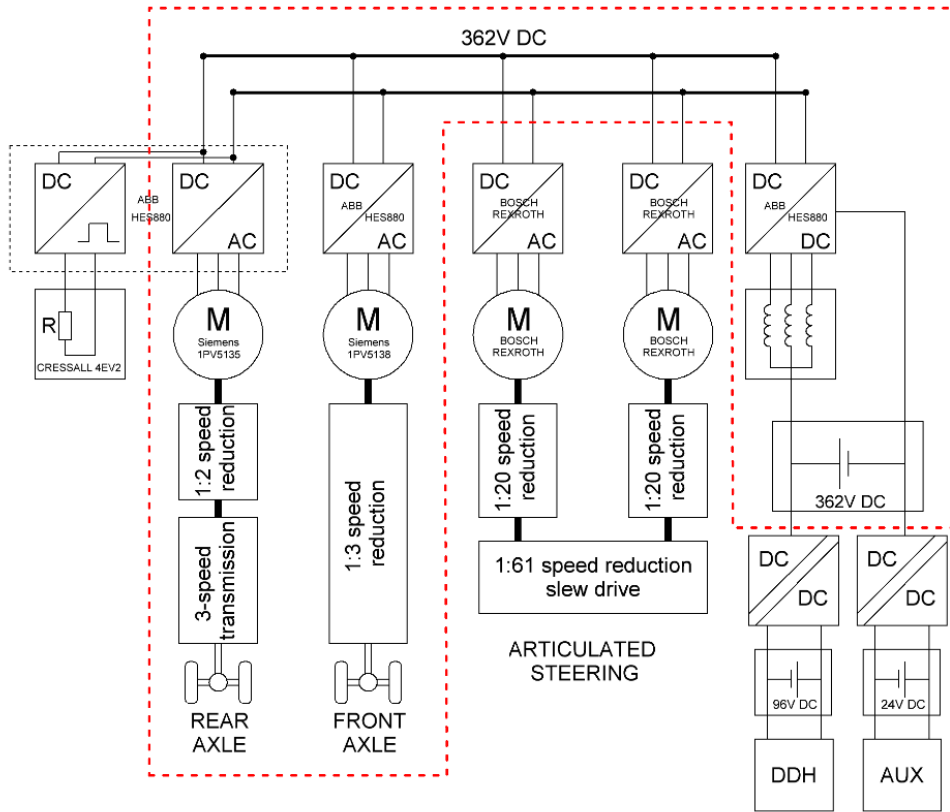 362V DC
DC
ABB
HES880
DC
AC
DC
ABB
HES880
AC
DC
BOSCH
REXROTH
AC
DC
BOSCH
REXROTH
AC
DC
ABB
HES880
DC
R
CRESSALL 4EV2
M
Siemens
1PV5135
M
Siemens
1PV5138
M
BOSCH
REXROTH
M
BOSCH
REXROTH
1:2 speed
reduction
3-speed
transmission
1:3 speed
reduction
1:20 speed
reduction
1:20 speed
reduction
1:61 speed reduction
slew drive
362V DC
DC
DC
DC
DC
ARTICULATED
STEERING
96V DC
24V DC
REAR
AXLE
FRONT
AXLE
DDH
AUX